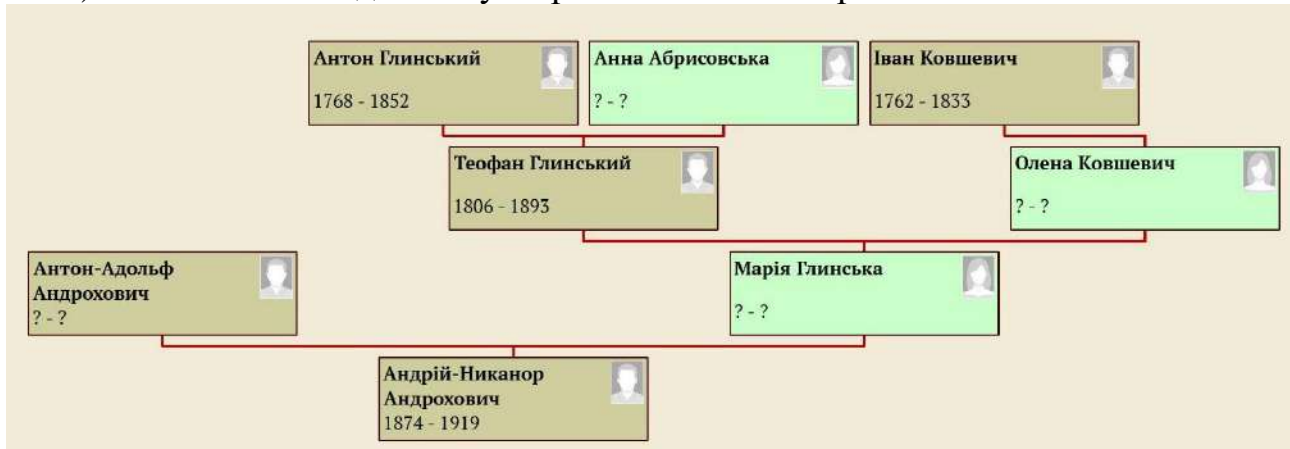 Антон Глинський
1768 - 1852
Анна Абрисовська
? - ?
Іван Ковшевич
1762 - 1833
Теофан Глинський
1806 - 1893
Олена Ковшевич
? - ?
Антон-Адольф
Андрохович
? - ?
Марія Глинська
? - ?
Андрій-Никанор
Андрохович
1874 - 1919